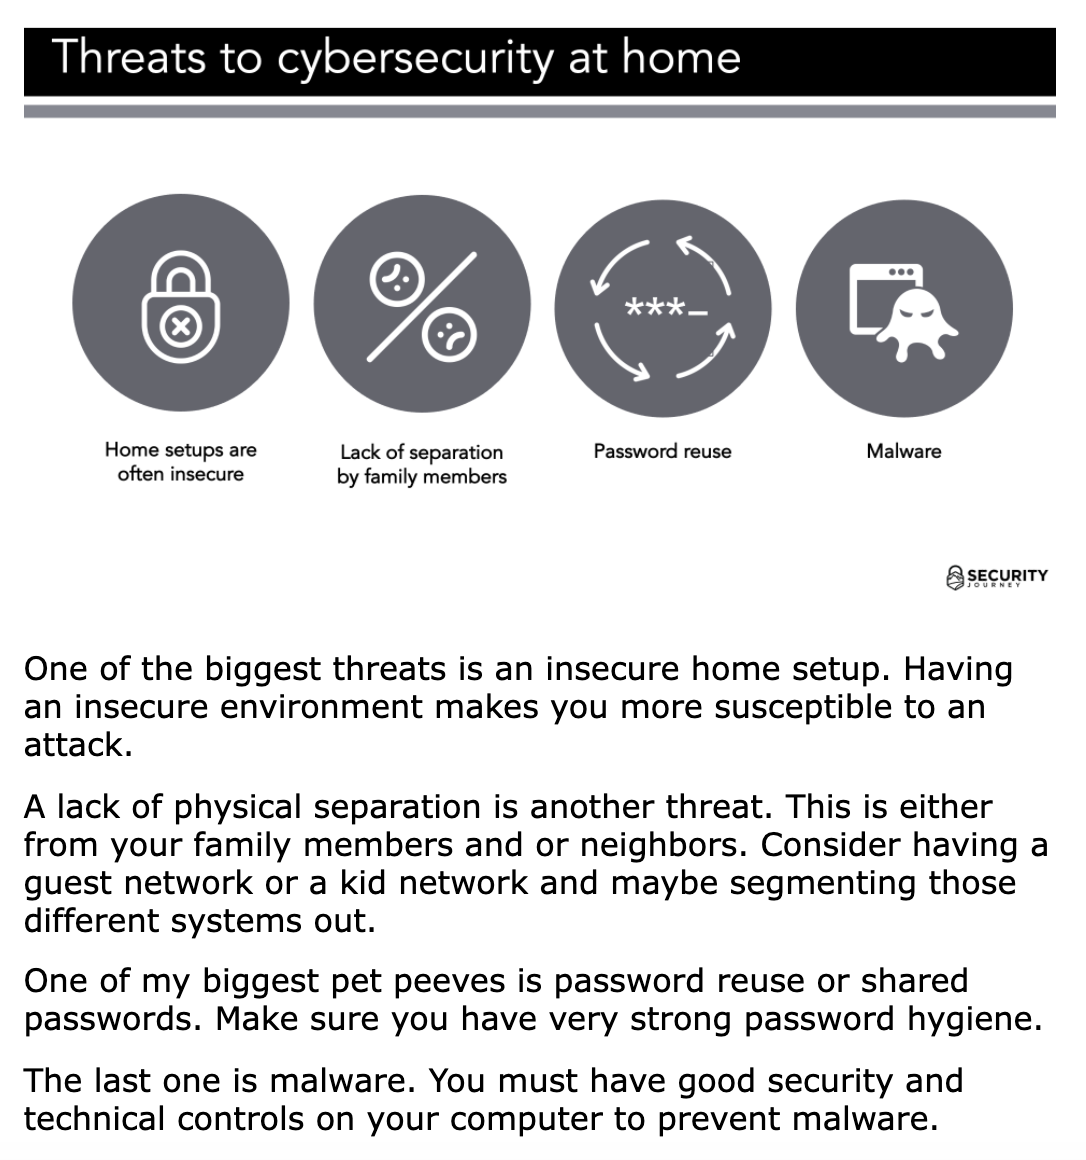 Threats to cybersecurity at home
***_
Home setups are
often insecure
Lack of separation
by family members
Password reuse
Malware
SECURITY
JOURNEY
One of the biggest threats is an insecure home setup. Having
an insecure environment makes you more susceptible to an
attack.
A lack of physical separation is another threat. This is either
from your family members and or neighbors. Consider having a
guest network or a kid network and maybe segmenting those
different systems out.
One of my biggest pet peeves is password reuse or shared
passwords. Make sure you have very strong password hygiene.
The last one is malware. You must have good security and
technical controls on your computer to prevent malware.